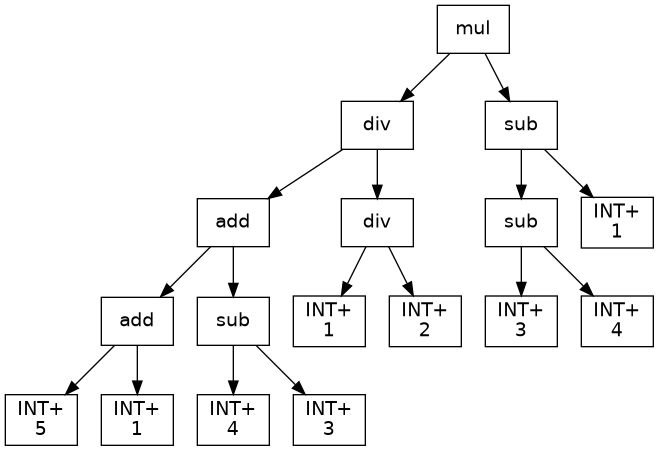 mul
div
sub
add
div
sub
INT+
1
add
sub
INT+
1
INT+
2
INT+
3
INT+
4
INT+
5
INT+
1
INT+
4
INT+
3